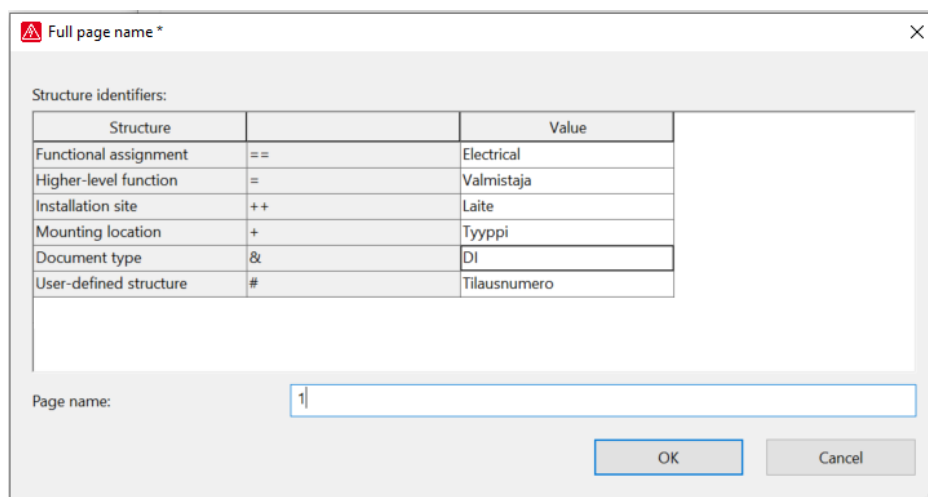 Full page name *
Structure identifiers:
Structure Value
Functional assignment == Electrical
Higher-level function = Valmistaja
Installation site ++ Laite
Mounting location + Tyyppi
Document type & DI
User-defined structure # Tilausnumero
Page name: 1
OK Cancel